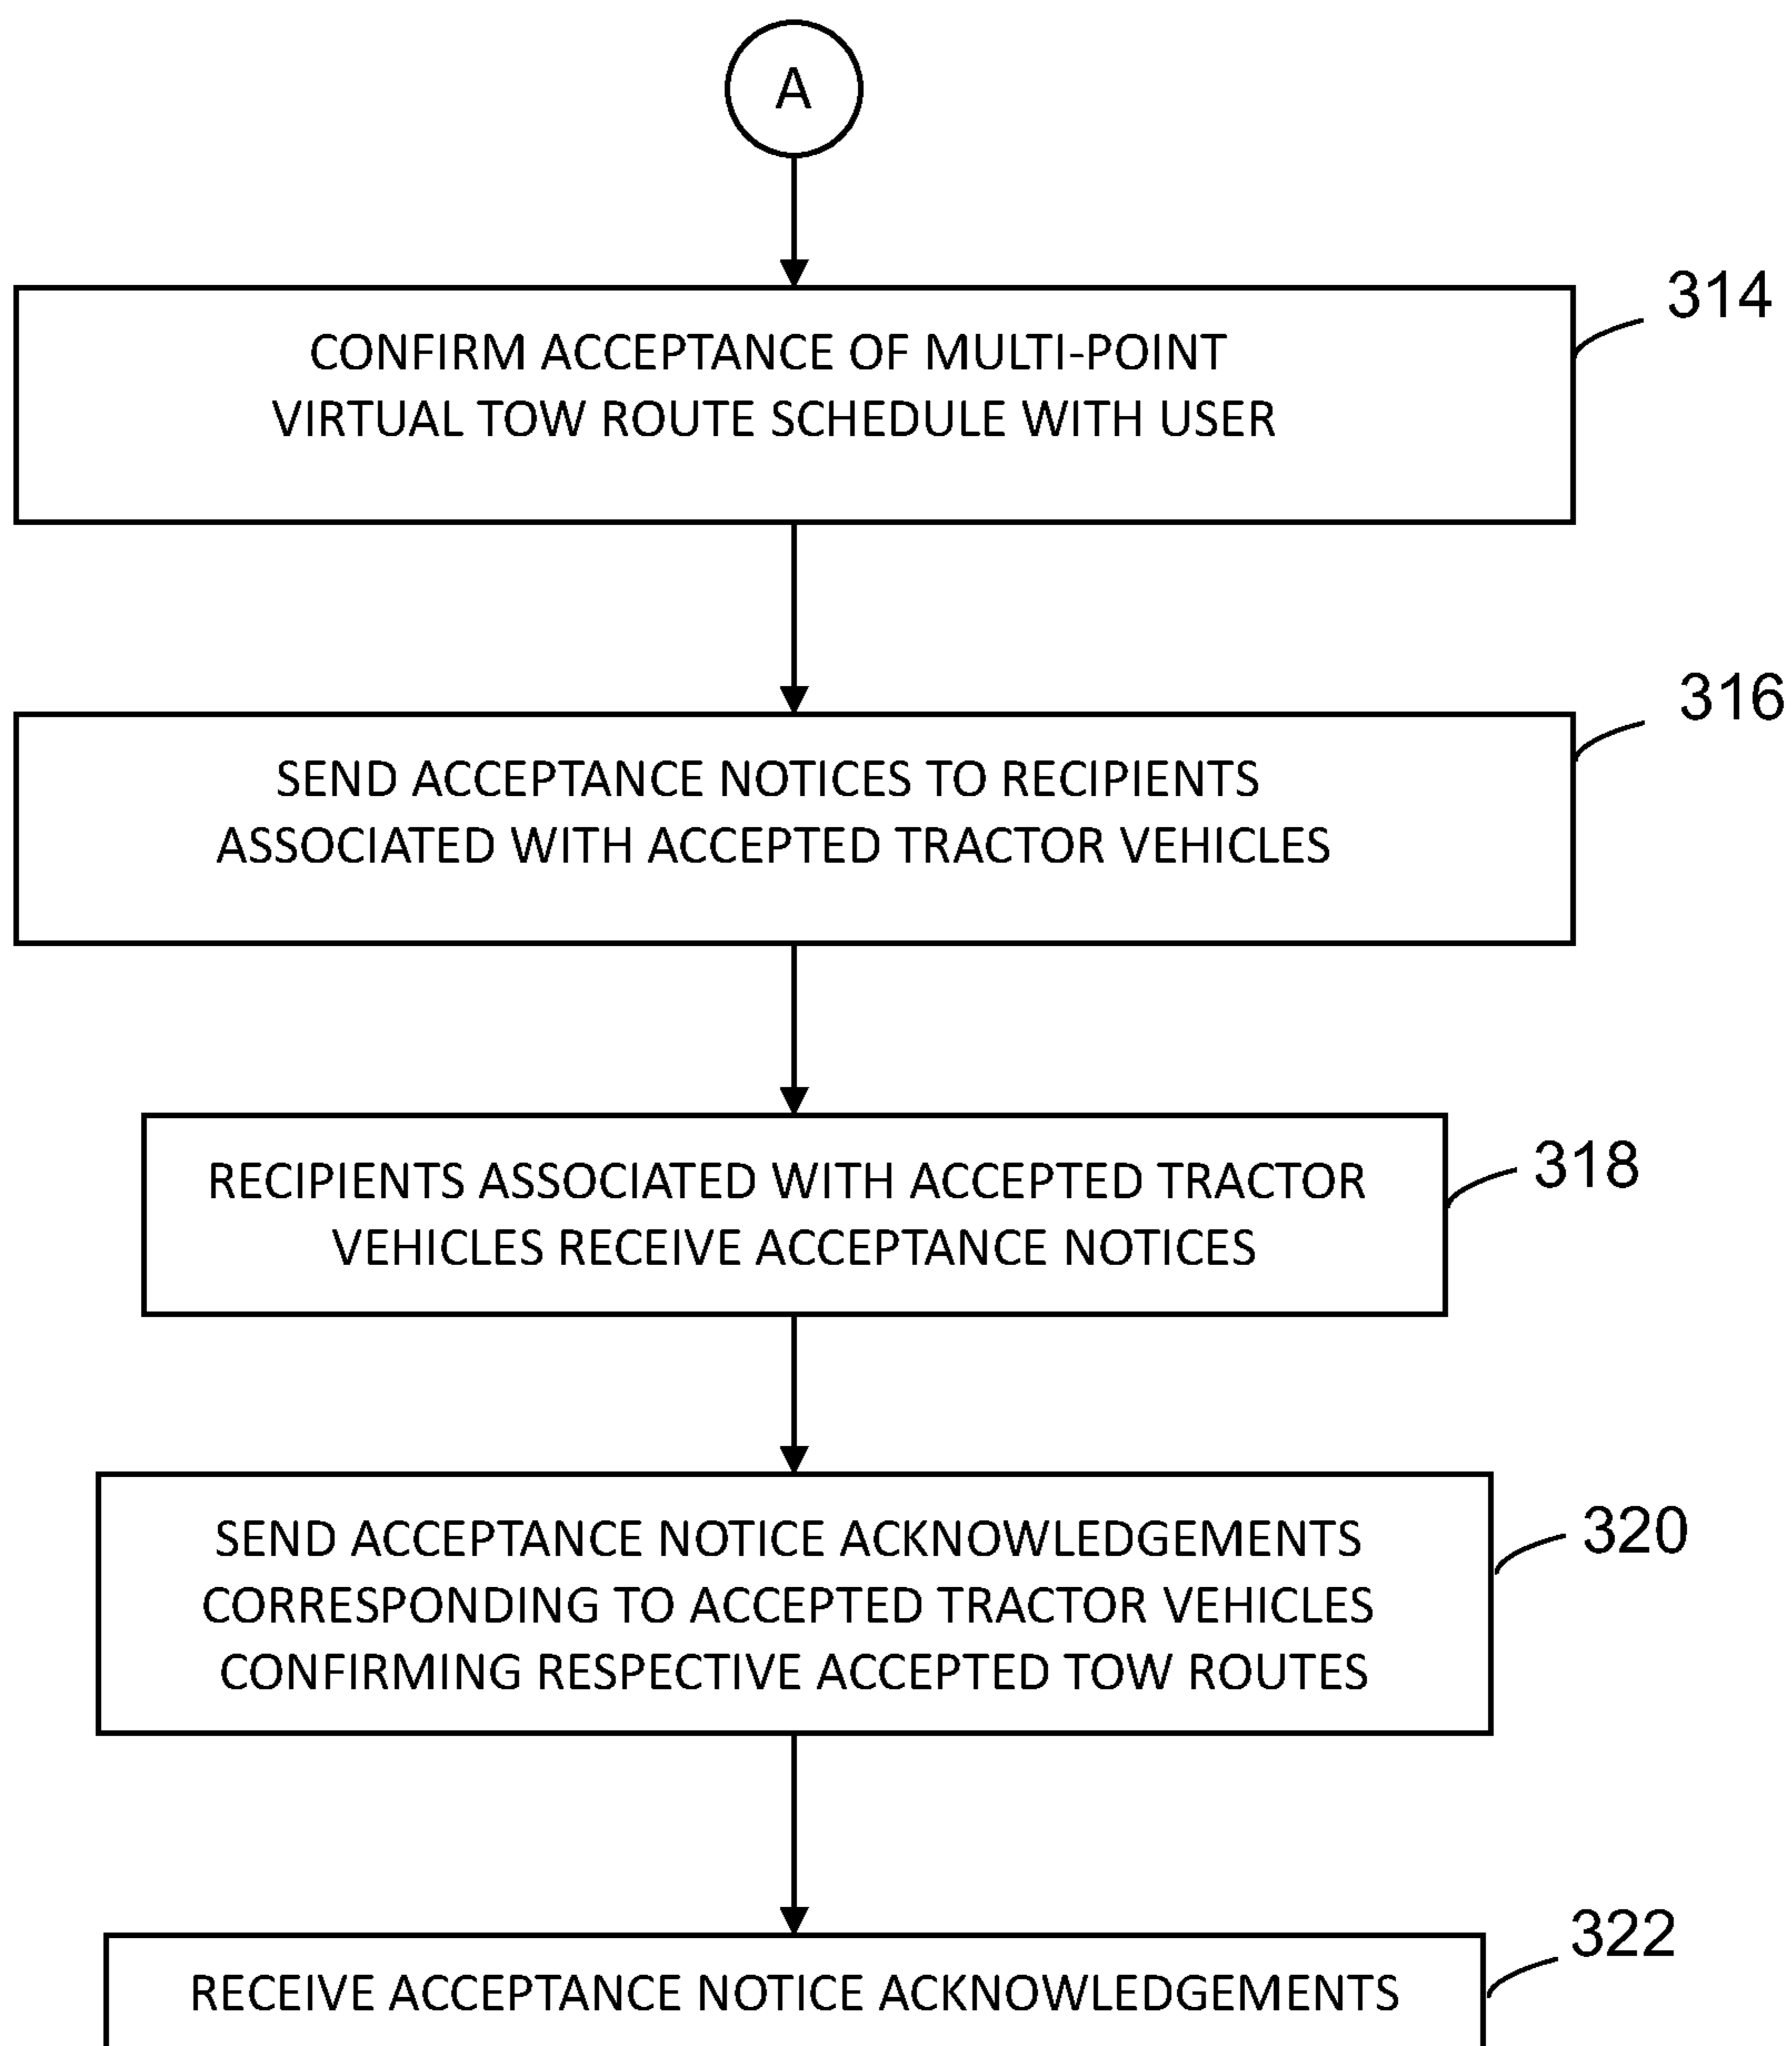 A
314
CONFIRM ACCEPTANCE OF MULTI-POINT
VIRTUAL TOW ROUTE SCHEDULE WITH USER
316
SEND ACCEPTANCE NOTICES TO RECIPIENTS
ASSOCIATED WITH ACCEPTED TRACTOR VEHICLES
318
RECIPIENTS ASSOCIATED WITH ACCEPTED TRACTOR
VEHICLES RECEIVE ACCEPTANCE NOTICES
320
SEND ACCEPTANCE NOTICE ACKNOWLEDGEMENTS
CORRESPONDING TO ACCEPTED TRACTOR VEHICLES
CONFIRMING RESPECTIVE ACCEPTED TOW ROUTES
322
RECEIVE ACCEPTANCE NOTICE ACKNOWLEDGEMENTS